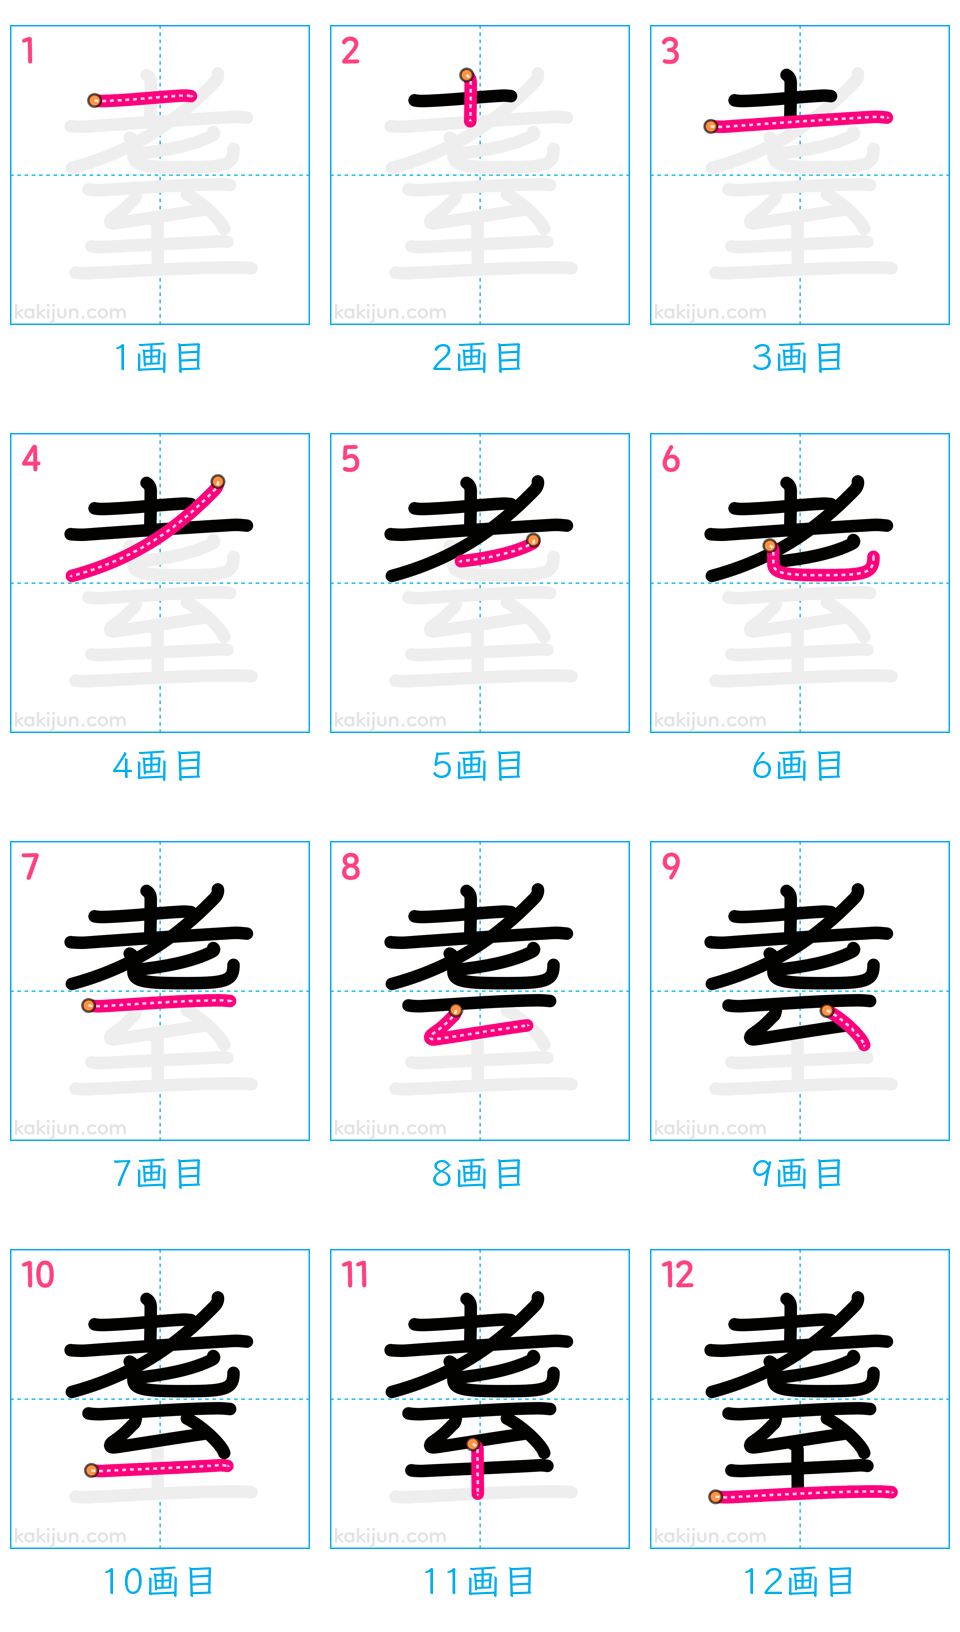 1 2 3
kakijun.com kakijun.com kakijun.com
1画目 2画目 3画目
4 5 6
kakijun.com kakijun.com kakijun.com
4画目 5画目 6画目
7 8 9
耋 kakijun.com kakijun.com kakijun.com
7画目 8画目 9画目
10 11 12
耋
kakijun.com kakijun.com kakijun.com
10画目 11画目 12画目